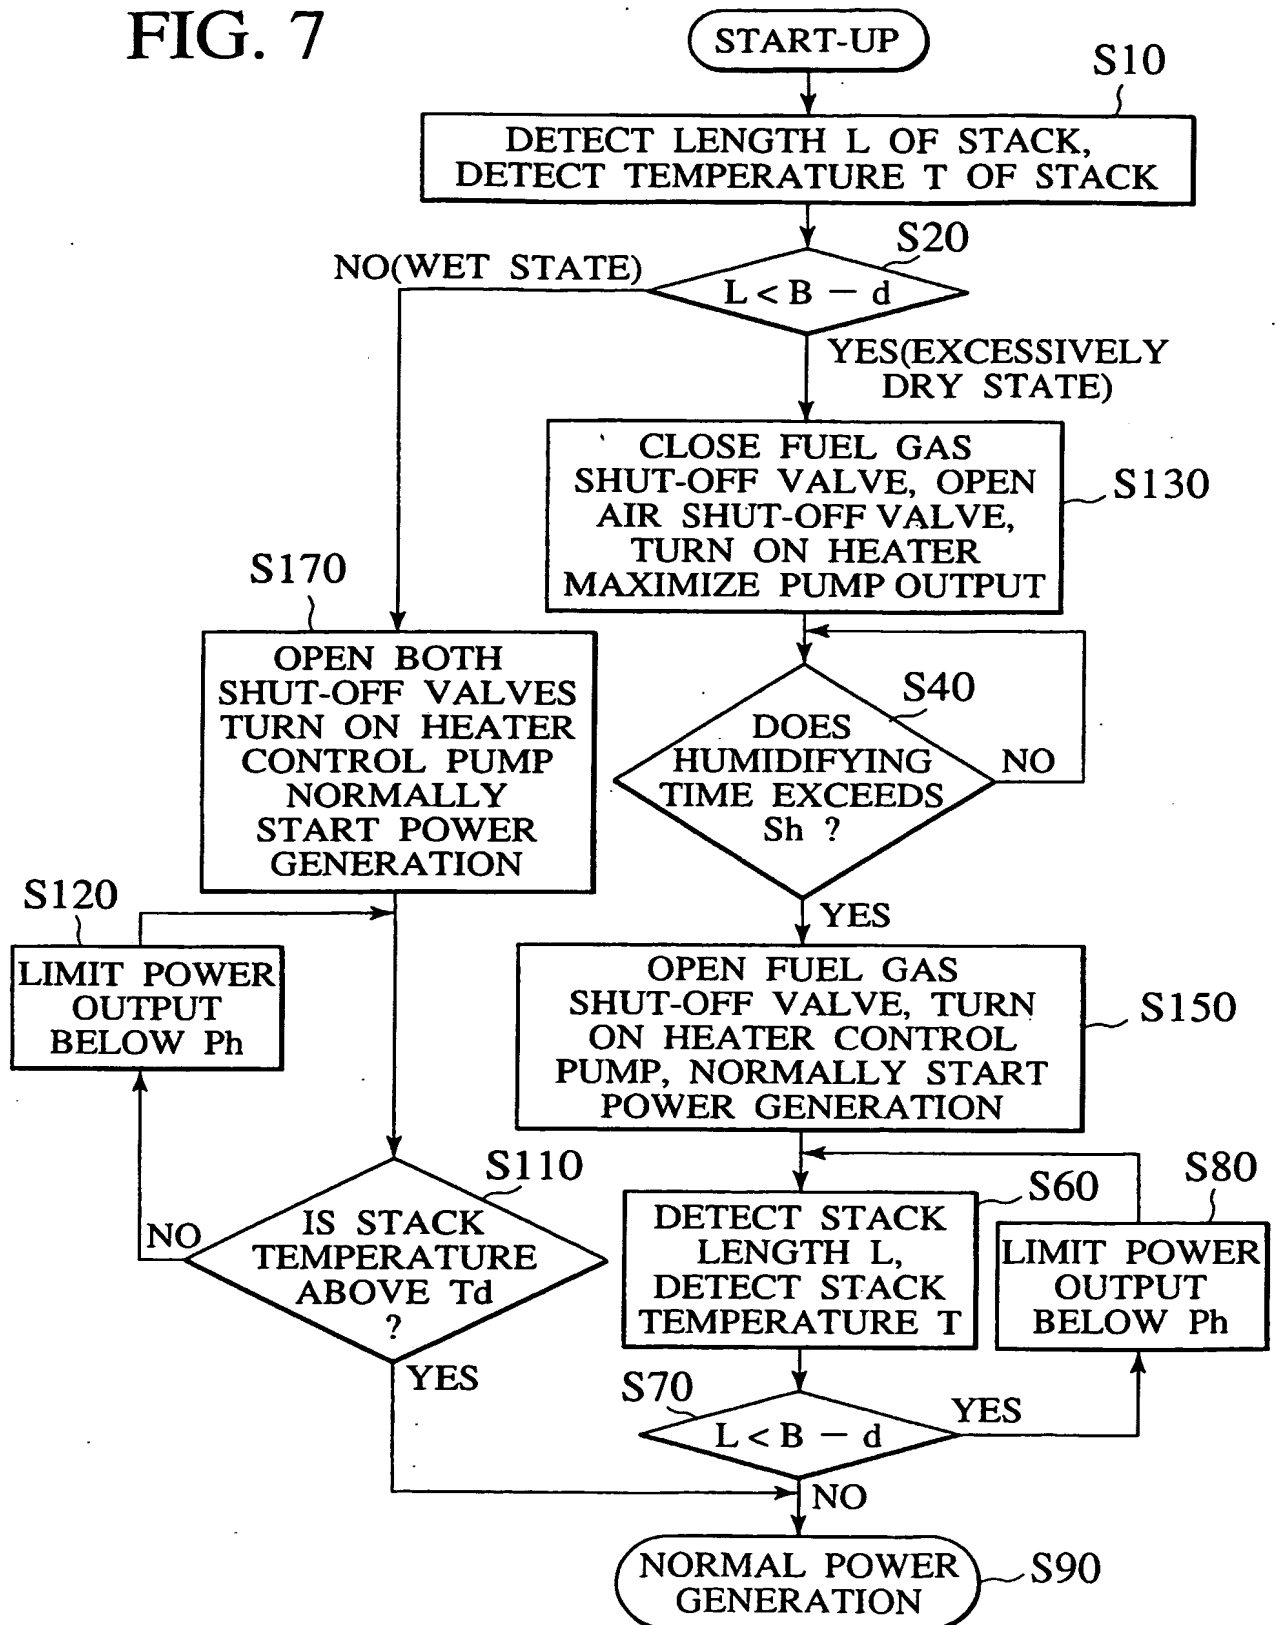 FIG. 7
START-UP
S10
DETECT LENGTH L OF STACK,
DETECT TEMPERATURE T OF STACK
S20
L < B - d
NO(WET STATE)
YES(EXCESSIVELY
DRY STATE)
CLOSE FUEL GAS
SHUT-OFF VALVE, OPEN
AIR SHUT-OFF VALVE,
TURN ON HEATER
MAXIMIZE PUMP OUTPUT
S130
S170
OPEN BOTH
SHUT-OFF VALVES
TURN ON HEATER
CONTROL PUMP
NORMALLY
START POWER
GENERATION
S40
DOES
HUMIDIFYING
TIME EXCEEDS
Sh ?
NO
YES
S120
LIMIT POWER
OUTPUT
BELOW Ph
OPEN FUEL GAS
SHUT-OFF VALVE, TURN
ON HEATER CONTROL
PUMP, NORMALLY START
POWER GENERATION
S150
S110
IS STACK
TEMPERATURE
ABOVE Td
?
NO
YES
S60
DETECT STACK
LENGTH L,
DETECT STACK
TEMPERATURE T
S80
LIMIT POWER
OUTPUT
BELOW Ph
S70
L < B - d
YES
NO
NORMAL POWER
GENERATION
S90